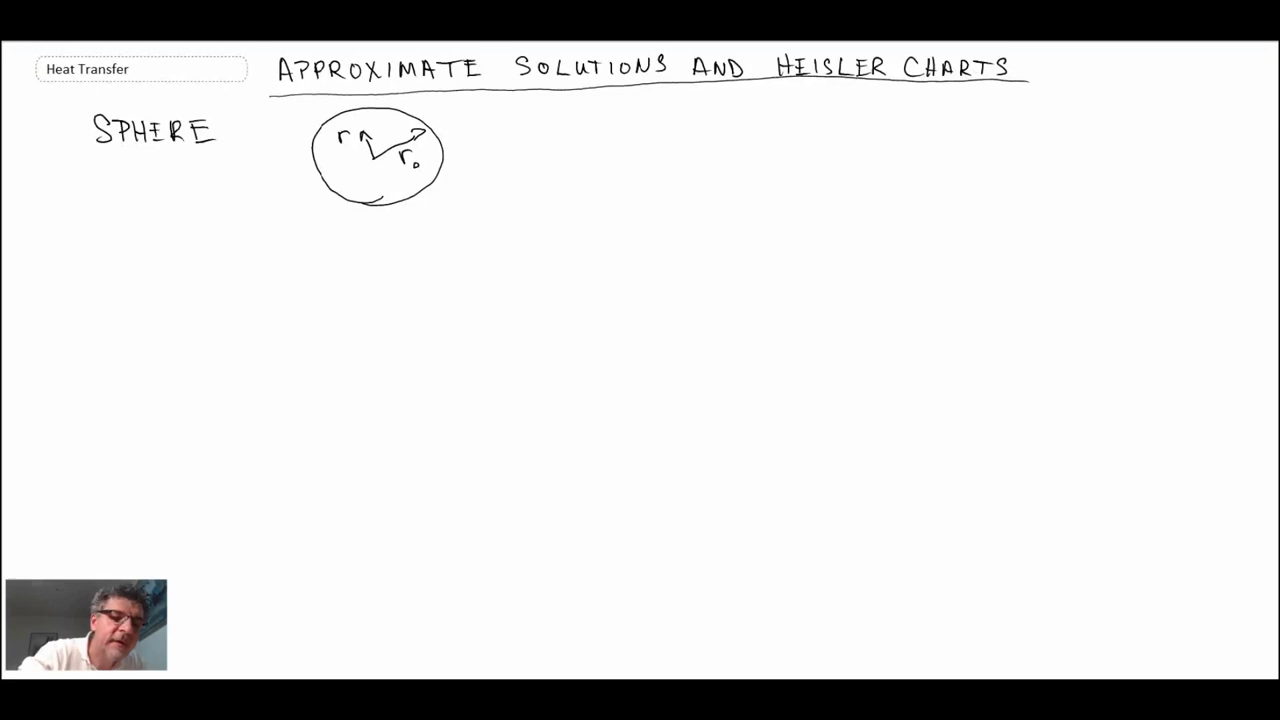 Heat Transfer
APPROXIMATE SOLUTIONS AND HEISLER CHARTS
SPHERE
r
r₀